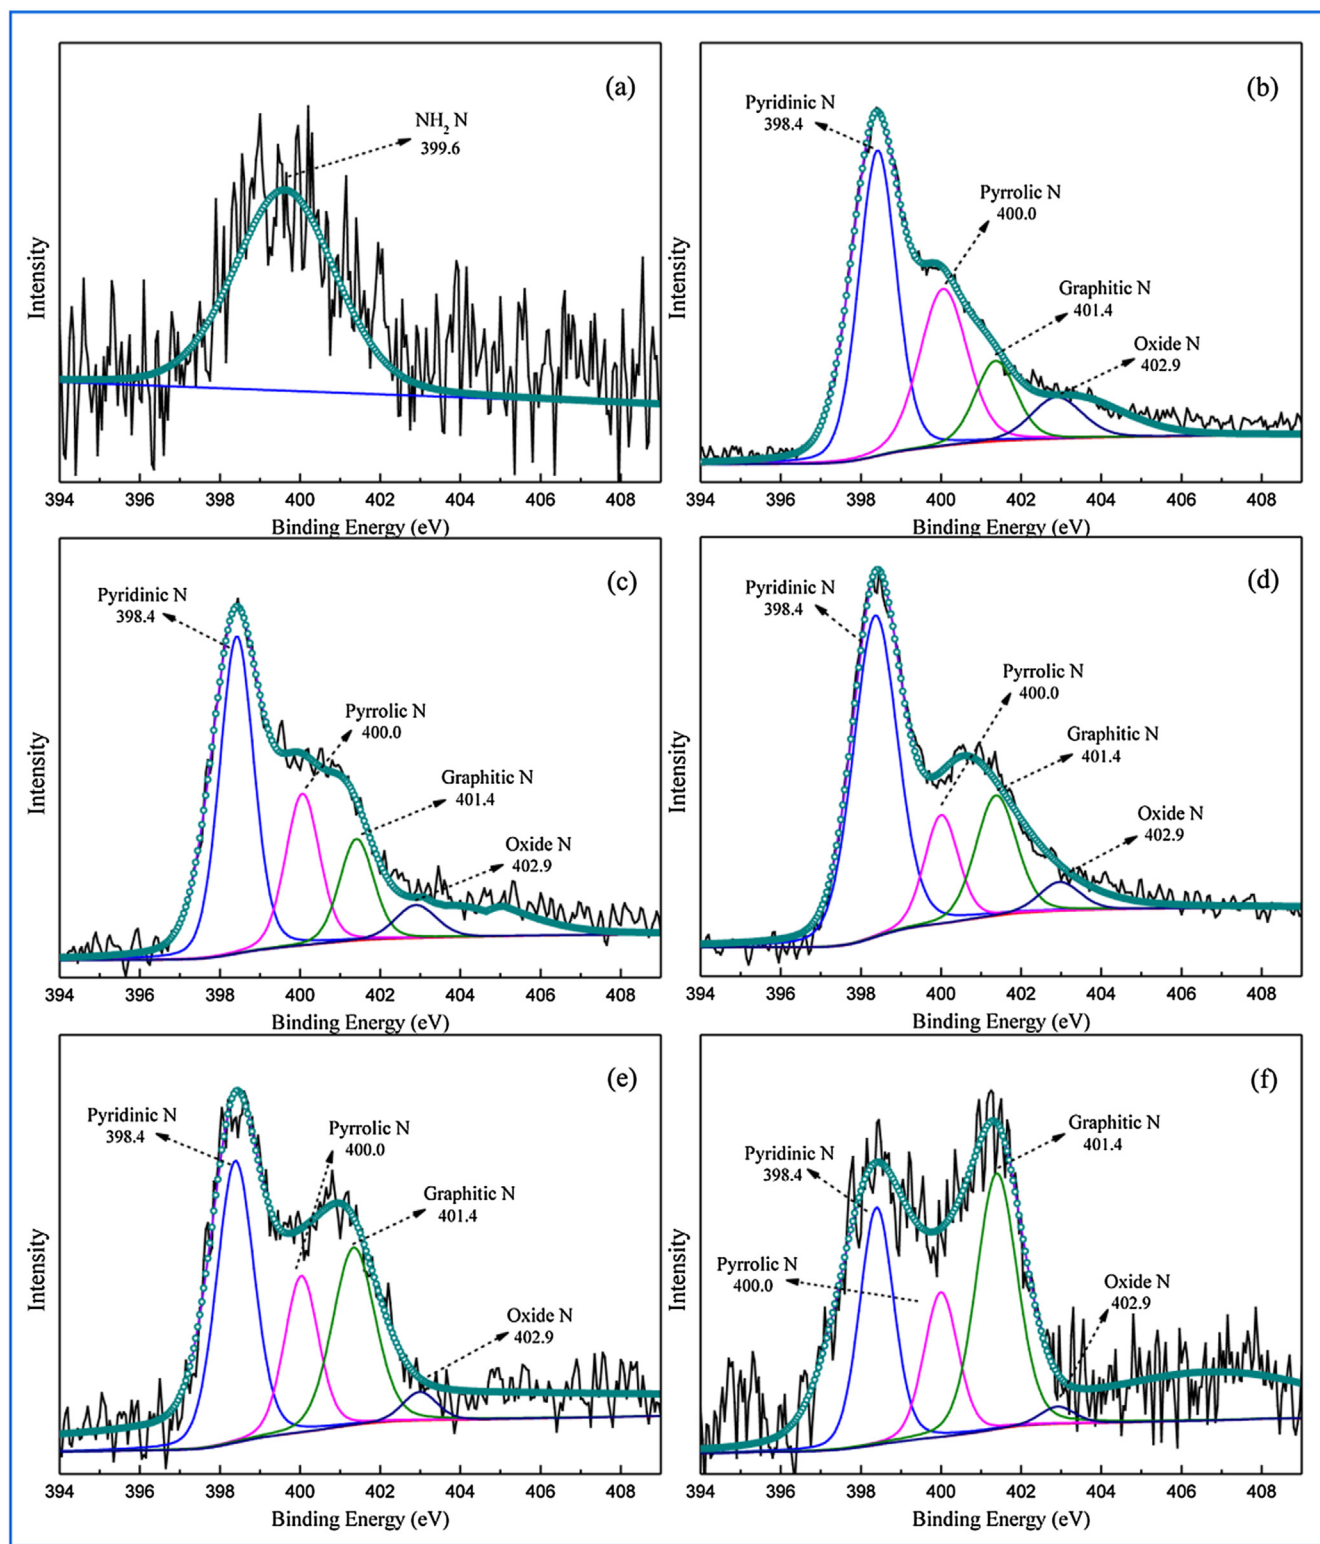 (a)
NH2 N
399.6
Intensity
394 396 398 400 402 404 406 408
Binding Energy (eV)
(b)
Pyridinic N
398.4
Pyrrolic N
400.0
Graphitic N
401.4
Oxide N
402.9
Intensity
394 396 398 400 402 404 406 408
Binding Energy (eV)
(c)
Pyridinic N
398.4
Pyrrolic N
400.0
Graphitic N
401.4
Oxide N
402.9
Intensity
394 396 398 400 402 404 406 408
Binding Energy (eV)
(d)
Pyridinic N
398.4
Pyrrolic N
400.0
Graphitic N
401.4
Oxide N
402.9
Intensity
394 396 398 400 402 404 406 408
Binding Energy (eV)
(e)
Pyridinic N
398.4
Pyrrolic N
400.0
Graphitic N
401.4
Oxide N
402.9
Intensity
394 396 398 400 402 404 406 408
Binding Energy (eV)
(f)
Graphitic N
401.4
Pyridinic N
398.4
Pyrrolic N
400.0
Oxide N
402.9
Intensity
394 396 398 400 402 404 406 408
Binding Energy (eV)